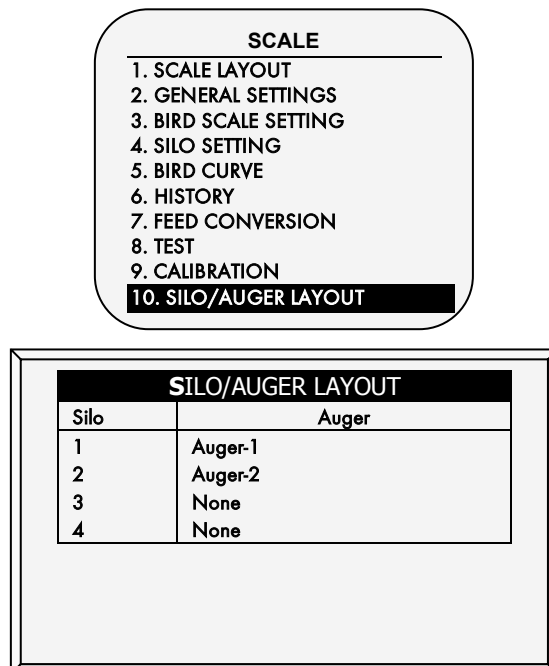 SCALE
1. SCALE LAYOUT
2. GENERAL SETTINGS
3. BIRD SCALE SETTING
4. SILO SETTING
5. BIRD CURVE
6. HISTORY
7. FEED CONVERSION
8. TEST
9. CALIBRATION
10. SILO/AUGER LAYOUT
SILO/AUGER LAYOUT
Silo Auger
1 Auger-1
2 Auger-2
3 None
4 None